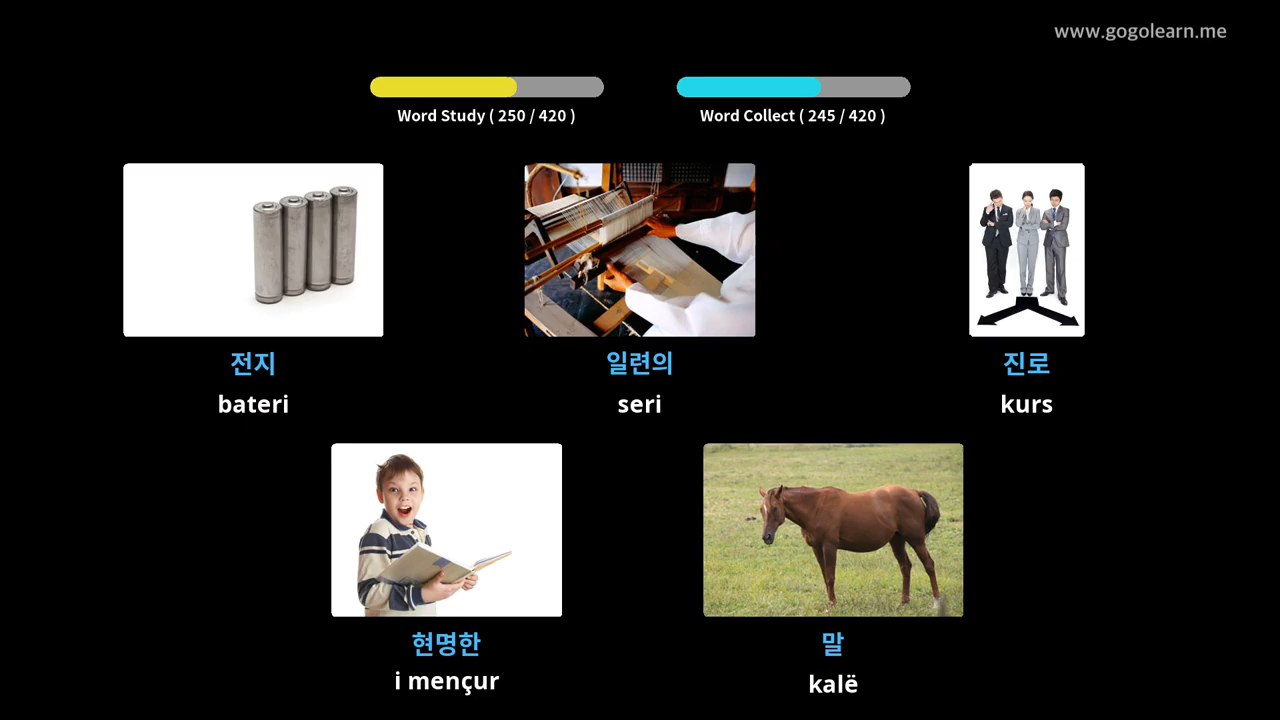 www.gogolearn.me
Word Study ( 250 / 420 )
Word Collect ( 245 / 420 )
전지
bateri
일련의
seri
진로
kurs
현명한
i mençur
말
kalë